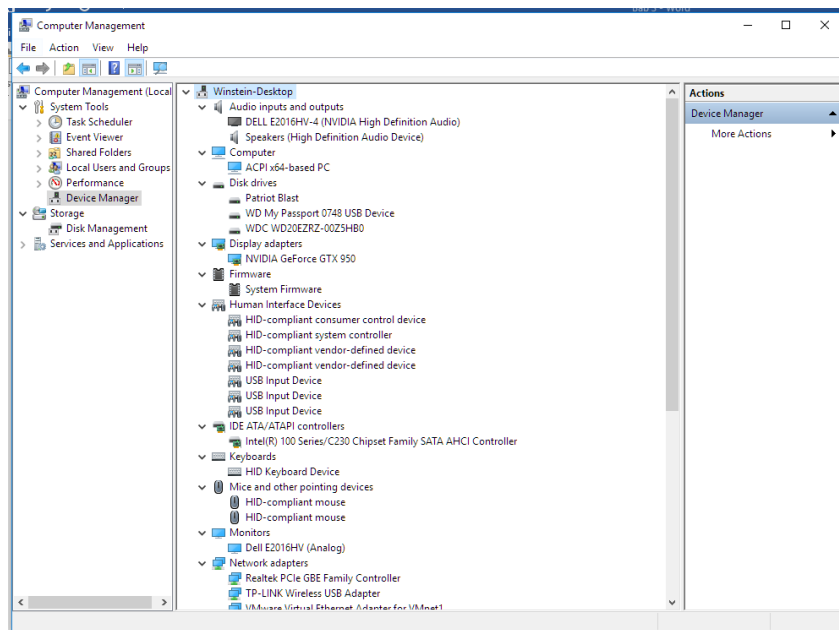 Computer Management
File Action View Help
Computer Management (Local
System Tools
Task Scheduler
Event Viewer
Shared Folders
Local Users and Groups
Performance
Device Manager
Storage
Disk Management
Services and Applications
Winstein-Desktop
Audio inputs and outputs
DELL E2016HV-4 (NVIDIA High Definition Audio)
Speakers (High Definition Audio Device)
Computer
ACPI x64-based PC
Disk drives
Patriot Blast
WD My Passport 0748 USB Device
WDC WD20EZRZ-00Z5HB0
Display adapters
NVIDIA GeForce GTX 950
Firmware
System Firmware
Human Interface Devices
HID-compliant consumer control device
HID-compliant system controller
HID-compliant vendor-defined device
HID-compliant vendor-defined device
USB Input Device
USB Input Device
USB Input Device
IDE ATA/ATAPI controllers
Intel(R) 100 Series/C230 Chipset Family SATA AHCI Controller
Keyboards
HID Keyboard Device
Mice and other pointing devices
HID-compliant mouse
HID-compliant mouse
Monitors
Dell E2016HV (Analog)
Network adapters
Realtek PCIe GBE Family Controller
TP-LINK Wireless USB Adapter
VMware Virtual Ethernet Adapter for VMnet1
Actions
Device Manager
More Actions